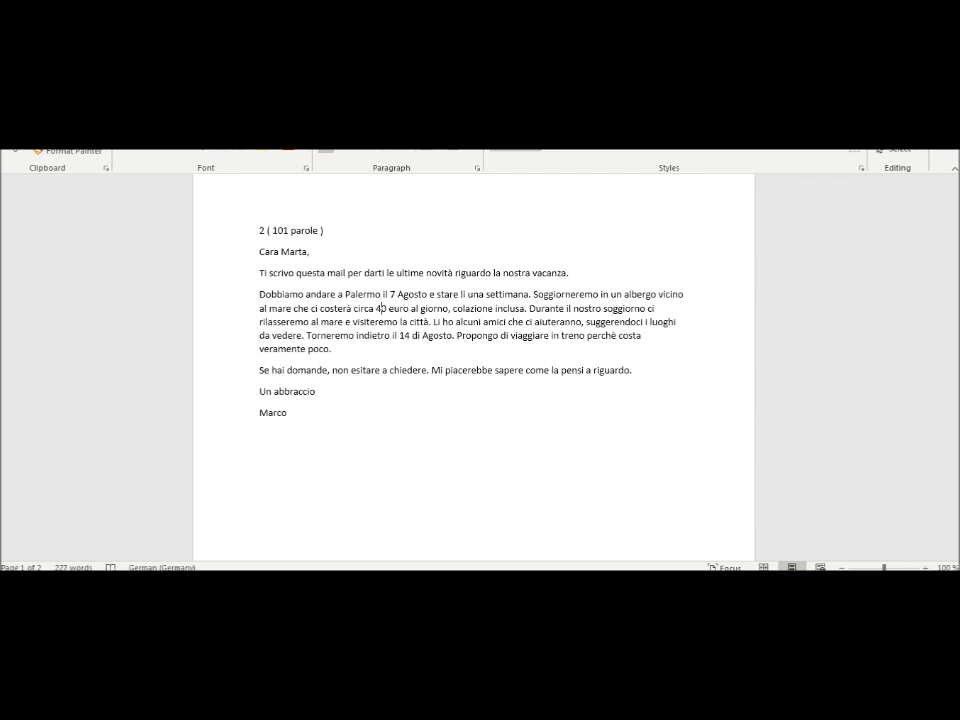 Format Painter
Select
Clipboard
Font
Paragraph
Styles
Editing
2 ( 101 parole )
Cara Marta,
Ti scrivo questa mail per darti le ultime novità riguardo la nostra vacanza.
Dobbiamo andare a Palermo il 7 Agosto e stare lì una settimana. Soggiorneremo in un albergo vicino
al mare che ci costerà circa 40 euro al giorno, colazione inclusa. Durante il nostro soggiorno ci
rilasseremo al mare e visiteremo la città. Lì ho alcuni amici che ci aiuteranno, suggerendoci i luoghi
da vedere. Torneremo indietro il 14 di Agosto. Propongo di viaggiare in treno perchè costa
veramente poco.
Se hai domande, non esitare a chiedere. Mi piacerebbe sapere come la pensi a riguardo.
Un abbraccio
Marco
Page 1 of 2
227 words
German (Germany)
Focus
100 %